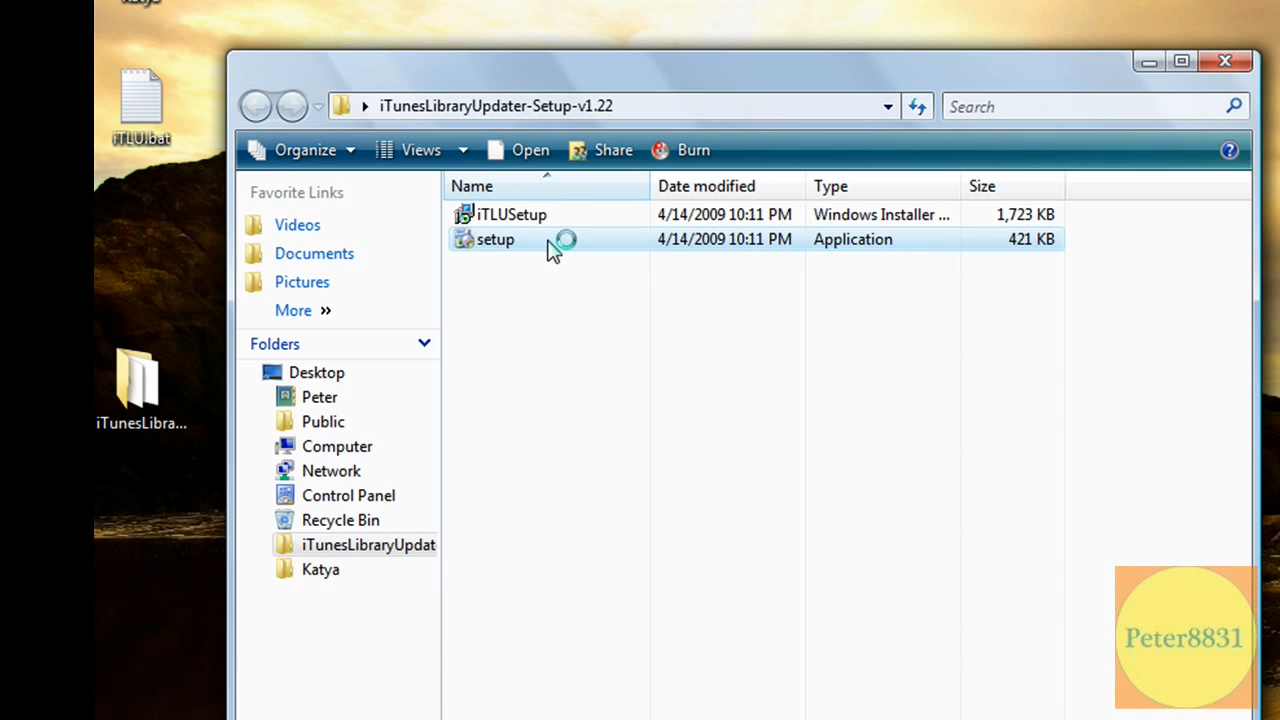 iTLU.bat
iTunesLibra...
iTunesLibraryUpdater-Setup-v1.22
Search
Organize
Views
Open
Share
Burn
Favorite Links
Videos
Documents
Pictures
More »
Folders
Desktop
Peter
Public
Computer
Network
Control Panel
Recycle Bin
iTunesLibraryUpdat
Katya
Name Date modified Type Size
iTLUSetup 4/14/2009 10:11 PM Windows Installer ... 1,723 KB
setup 4/14/2009 10:11 PM Application 421 KB
Peter8831